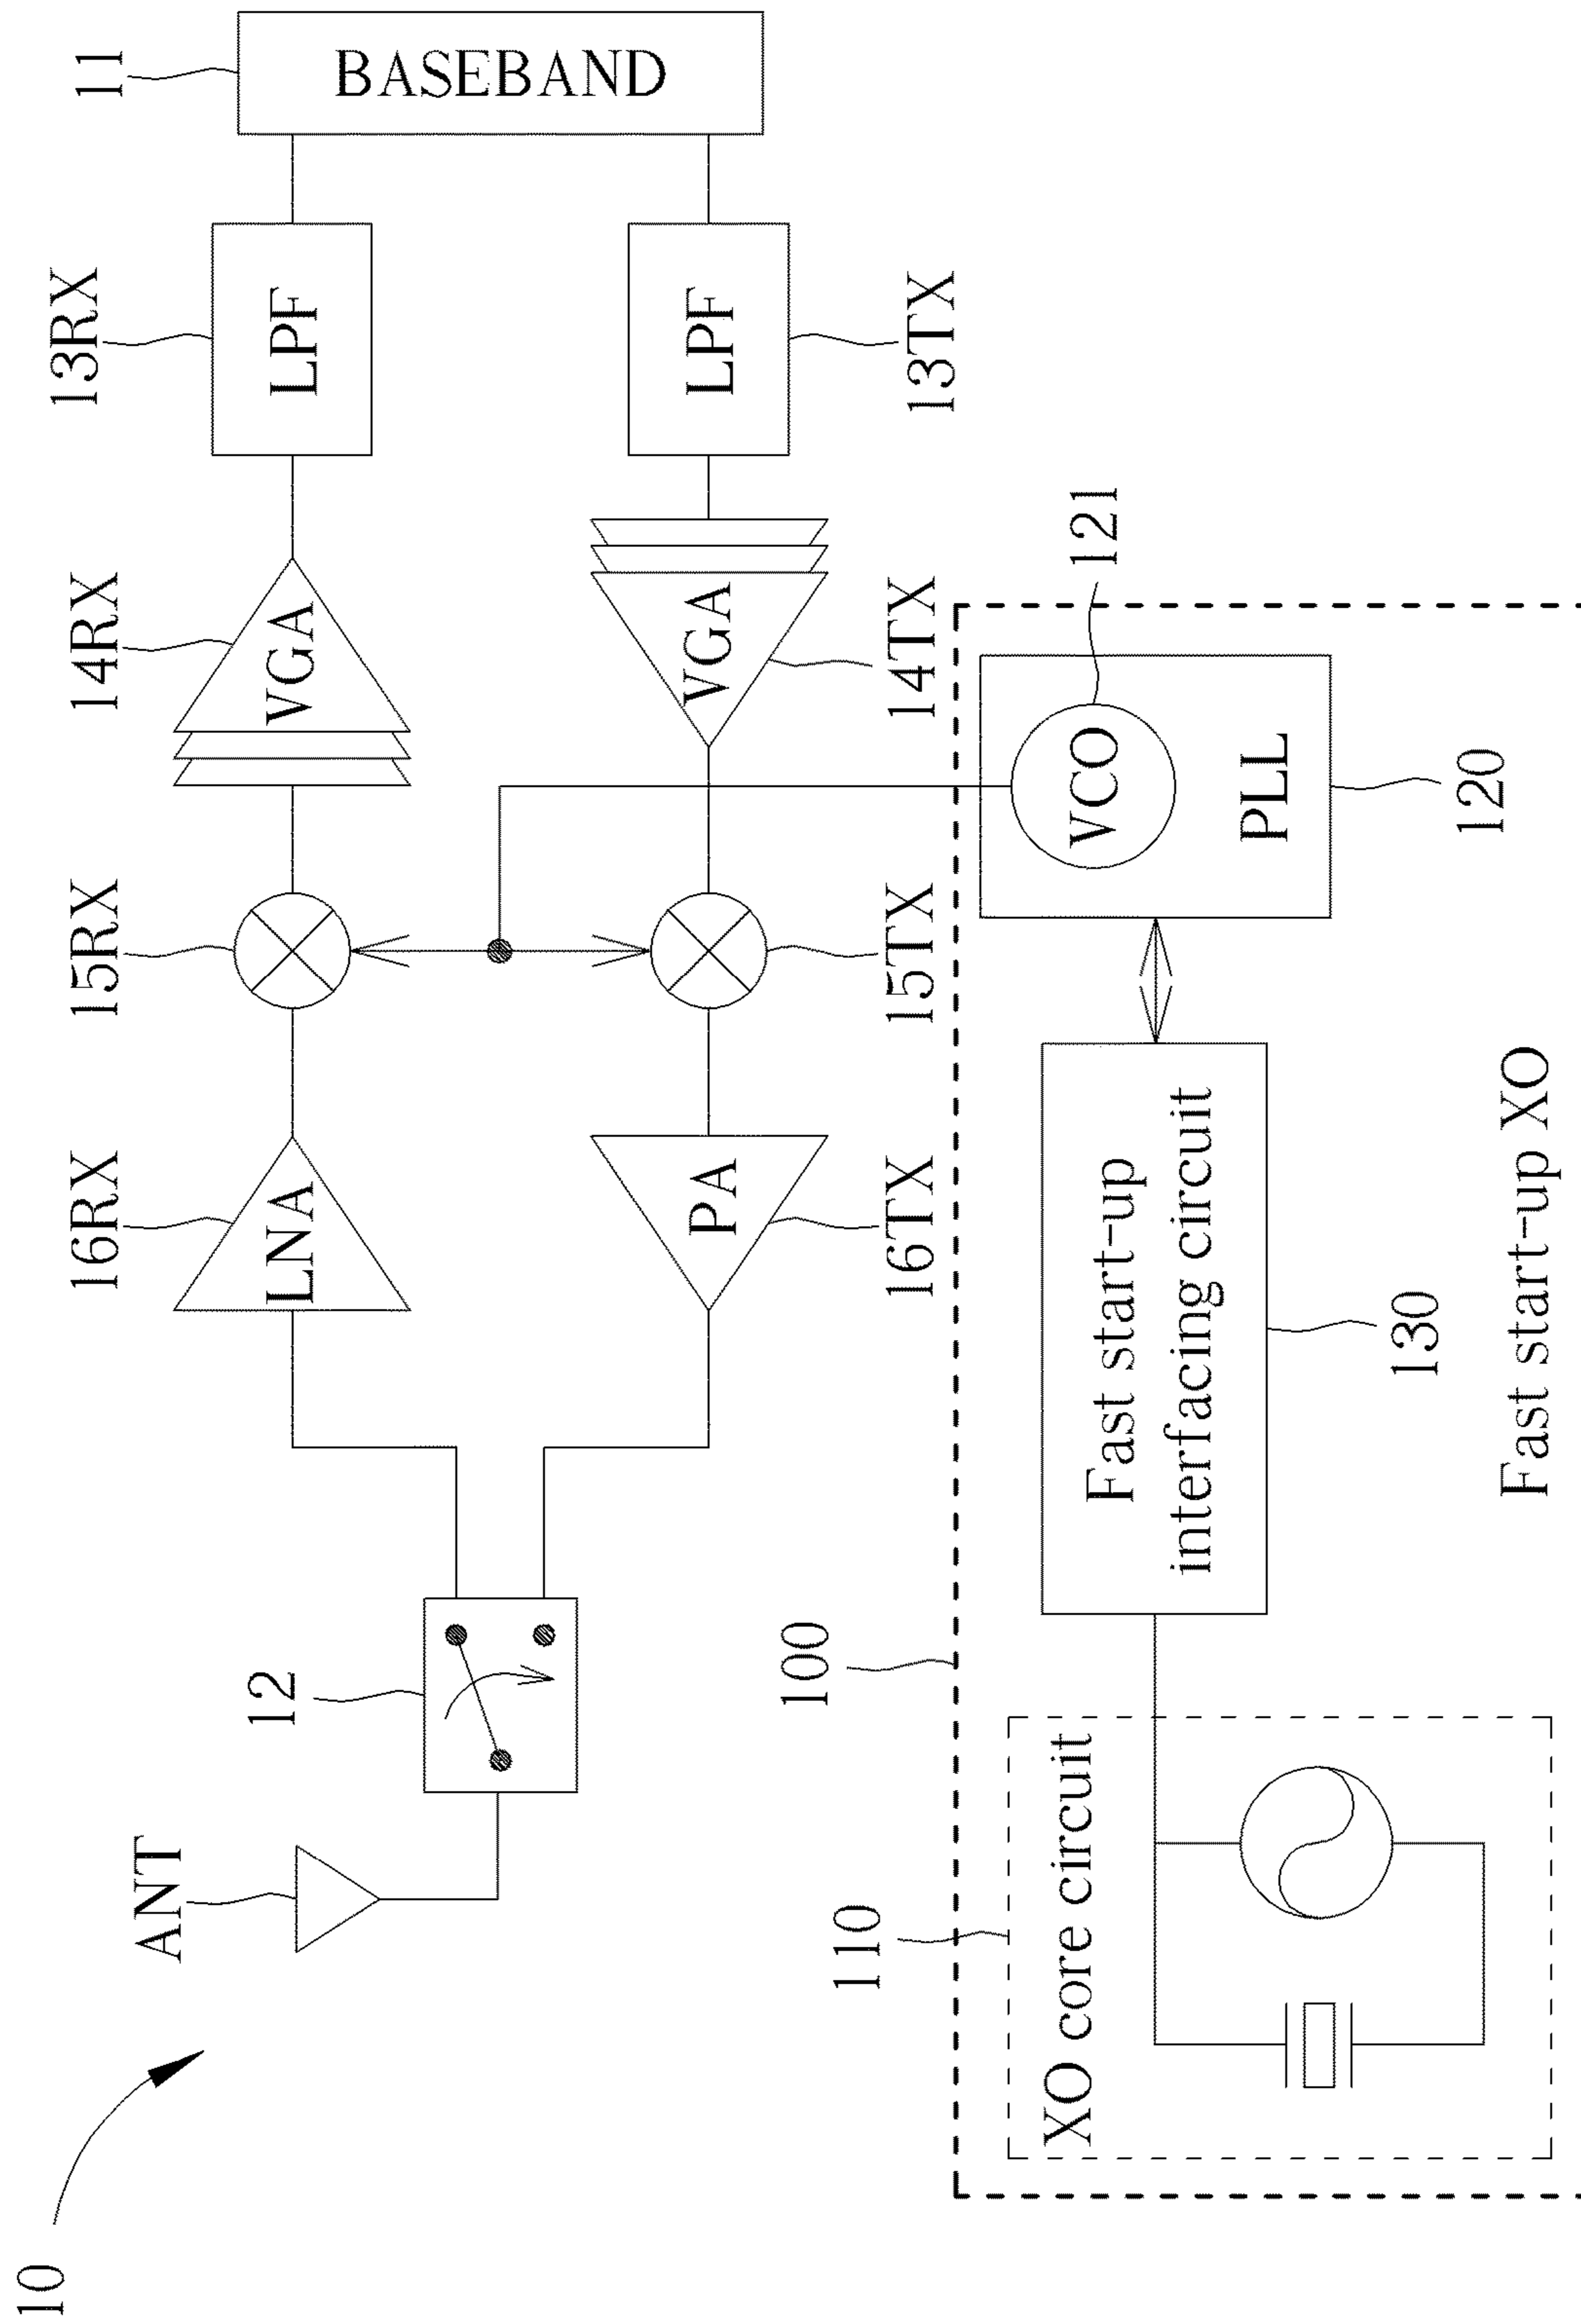 10
ANT
12
16RX
LNA
15RX
14RX
VGA
13RX
LPF
11
BASEBAND
PA
16TX
15TX
VGA
14TX
LPF
13TX
100
110
XO core circuit
Fast start-up
interfacing circuit
130
VCO
121
PLL
120
Fast start-up XO